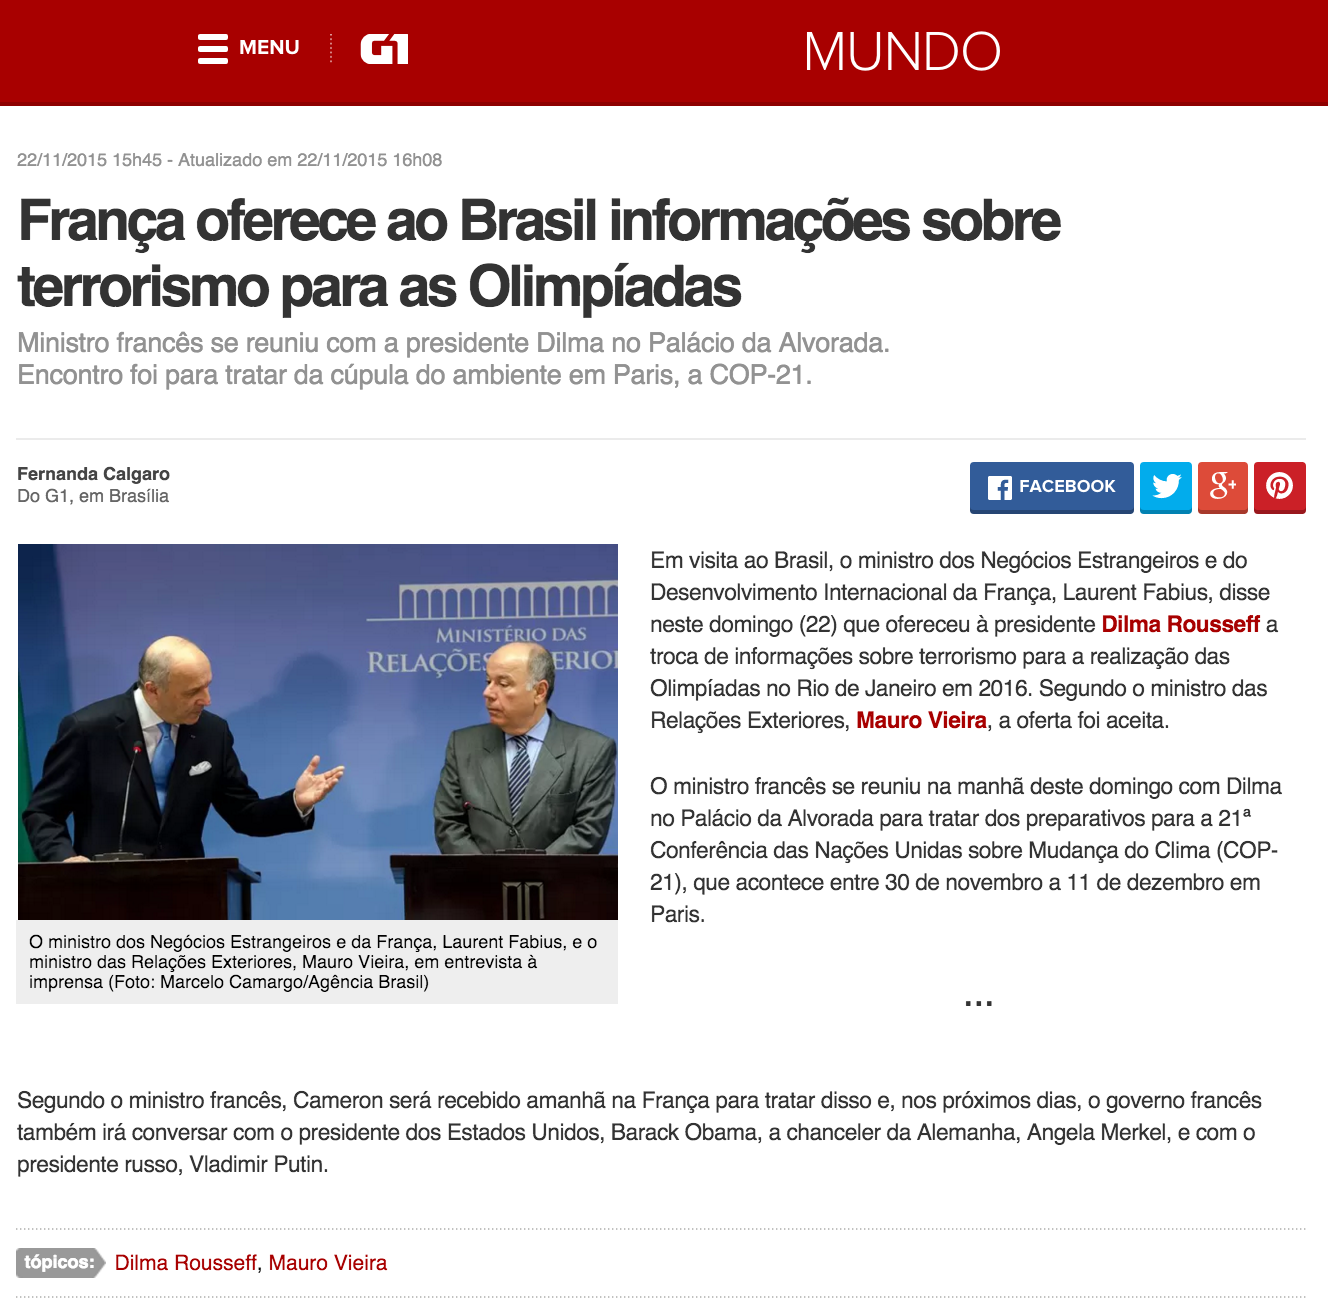 MENU
G1
MUNDO
22/11/2015 15h45 - Atualizado em 22/11/2015 16h08
França oferece ao Brasil informações sobre
terrorismo para as Olimpíadas
Ministro francês se reuniu com a presidente Dilma no Palácio da Alvorada.
Encontro foi para tratar da cúpula do ambiente em Paris, a COP-21.
Fernanda Calgaro
Do G1, em Brasília
FACEBOOK
g+
MINISTÉRIO DAS
RELAÇÕES
O ministro dos Negócios Estrangeiros e da França, Laurent Fabius, e o
ministro das Relações Exteriores, Mauro Vieira, em entrevista à
imprensa (Foto: Marcelo Camargo/Agência Brasil)
Em visita ao Brasil, o ministro dos Negócios Estrangeiros e do
Desenvolvimento Internacional da França, Laurent Fabius, disse
neste domingo (22) que ofereceu à presidente Dilma Rousseff a
troca de informações sobre terrorismo para a realização das
Olimpíadas no Rio de Janeiro em 2016. Segundo o ministro das
Relações Exteriores, Mauro Vieira, a oferta foi aceita.
O ministro francês se reuniu na manhã deste domingo com Dilma
no Palácio da Alvorada para tratar dos preparativos para a 21ª
Conferência das Nações Unidas sobre Mudança do Clima (COP-
21), que acontece entre 30 de novembro a 11 de dezembro em
Paris.
...
Segundo o ministro francês, Cameron será recebido amanhã na França para tratar disso e, nos próximos dias, o governo francês
também irá conversar com o presidente dos Estados Unidos, Barack Obama, a chanceler da Alemanha, Angela Merkel, e com o
presidente russo, Vladimir Putin.
tópicos: Dilma Rousseff, Mauro Vieira